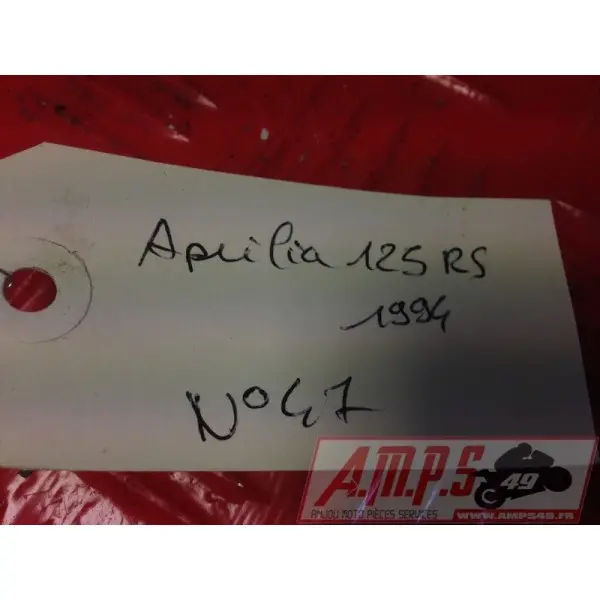 Aprilia 125 RS
1994
N°47
A.M.P.S
49
ANJOU MOTO PIÈCES SERVICES
WWW.AMPS49.FR